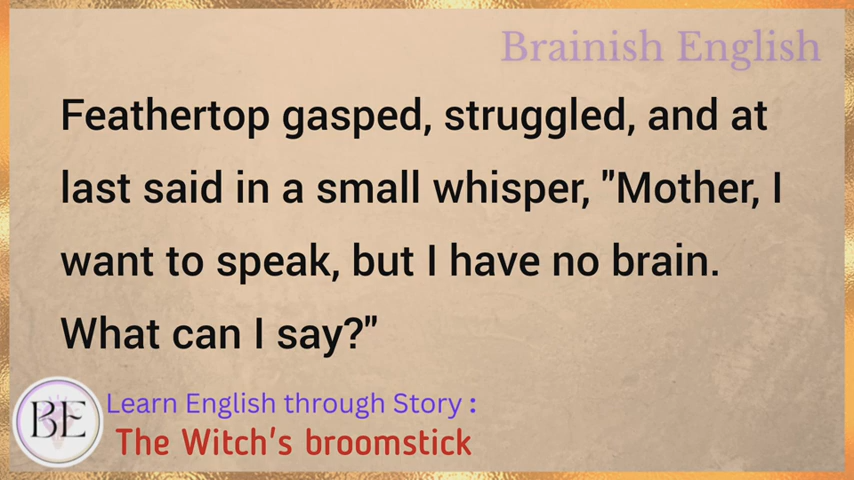 Brainish English
Feathertop gasped, struggled, and at
last said in a small whisper, "Mother, I
want to speak, but I have no brain.
What can I say?"
BE
Learn English through Story :
The Witch's broomstick